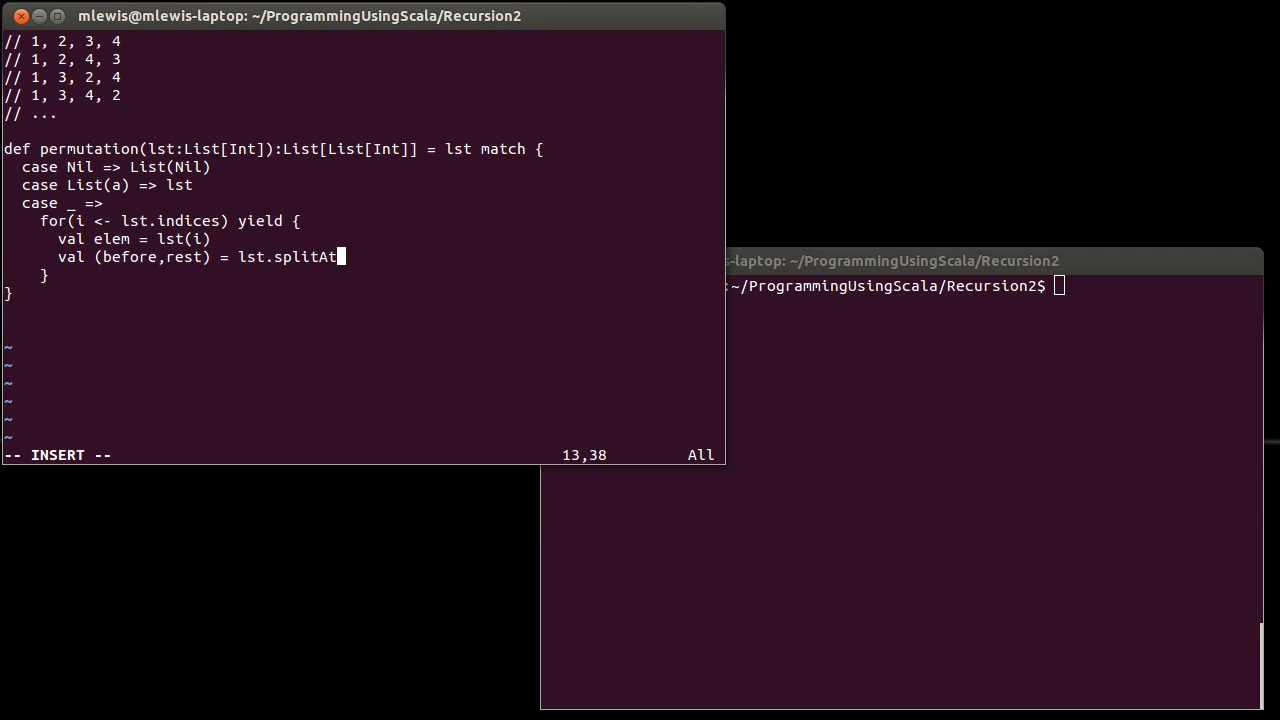 mlewis@mlewis-laptop: ~/ProgrammingUsingScala/Recursion2
// 1, 2, 3, 4
// 1, 2, 4, 3
// 1, 3, 2, 4
// 1, 3, 4, 2
// ...
def permutation(lst:List[Int]):List[List[Int]] = lst match {
  case Nil => List(Nil)
  case List(a) => lst
  case _ =>
    for(i <- lst.indices) yield {
      val elem = lst(i)
      val (before,rest) = lst.splitAt
    }
}
~
~
~
~
~
~
-- INSERT -- 13,38 All
s-laptop: ~/ProgrammingUsingScala/Recursion2
:~/ProgrammingUsingScala/Recursion2$